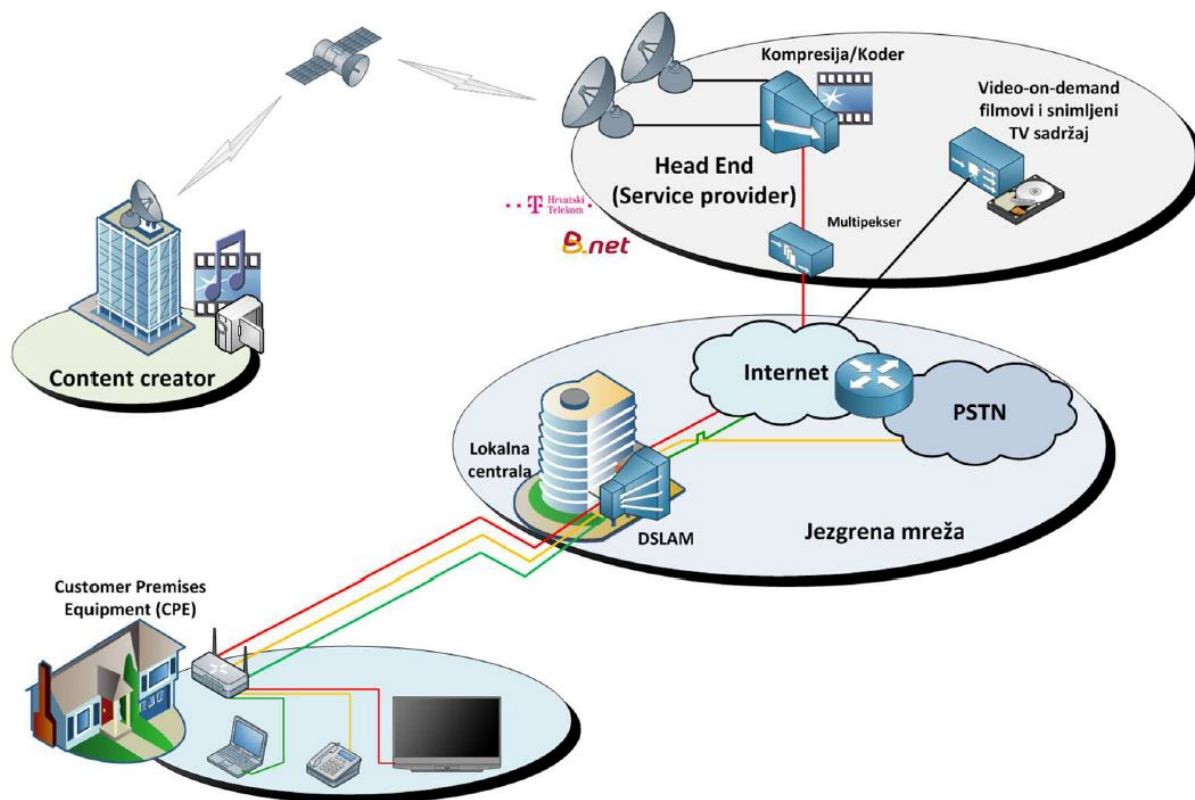 Kompresija/Koder
Video-on-demand
filmovi i snimljeni
TV sadržaj
Head End
(Service provider)
Hrvatski
Telekom
B.net
Multipekser
Content creator
Internet
PSTN
Lokalna
centrala
DSLAM
Jezgrena mreža
Customer Premises
Equipment (CPE)